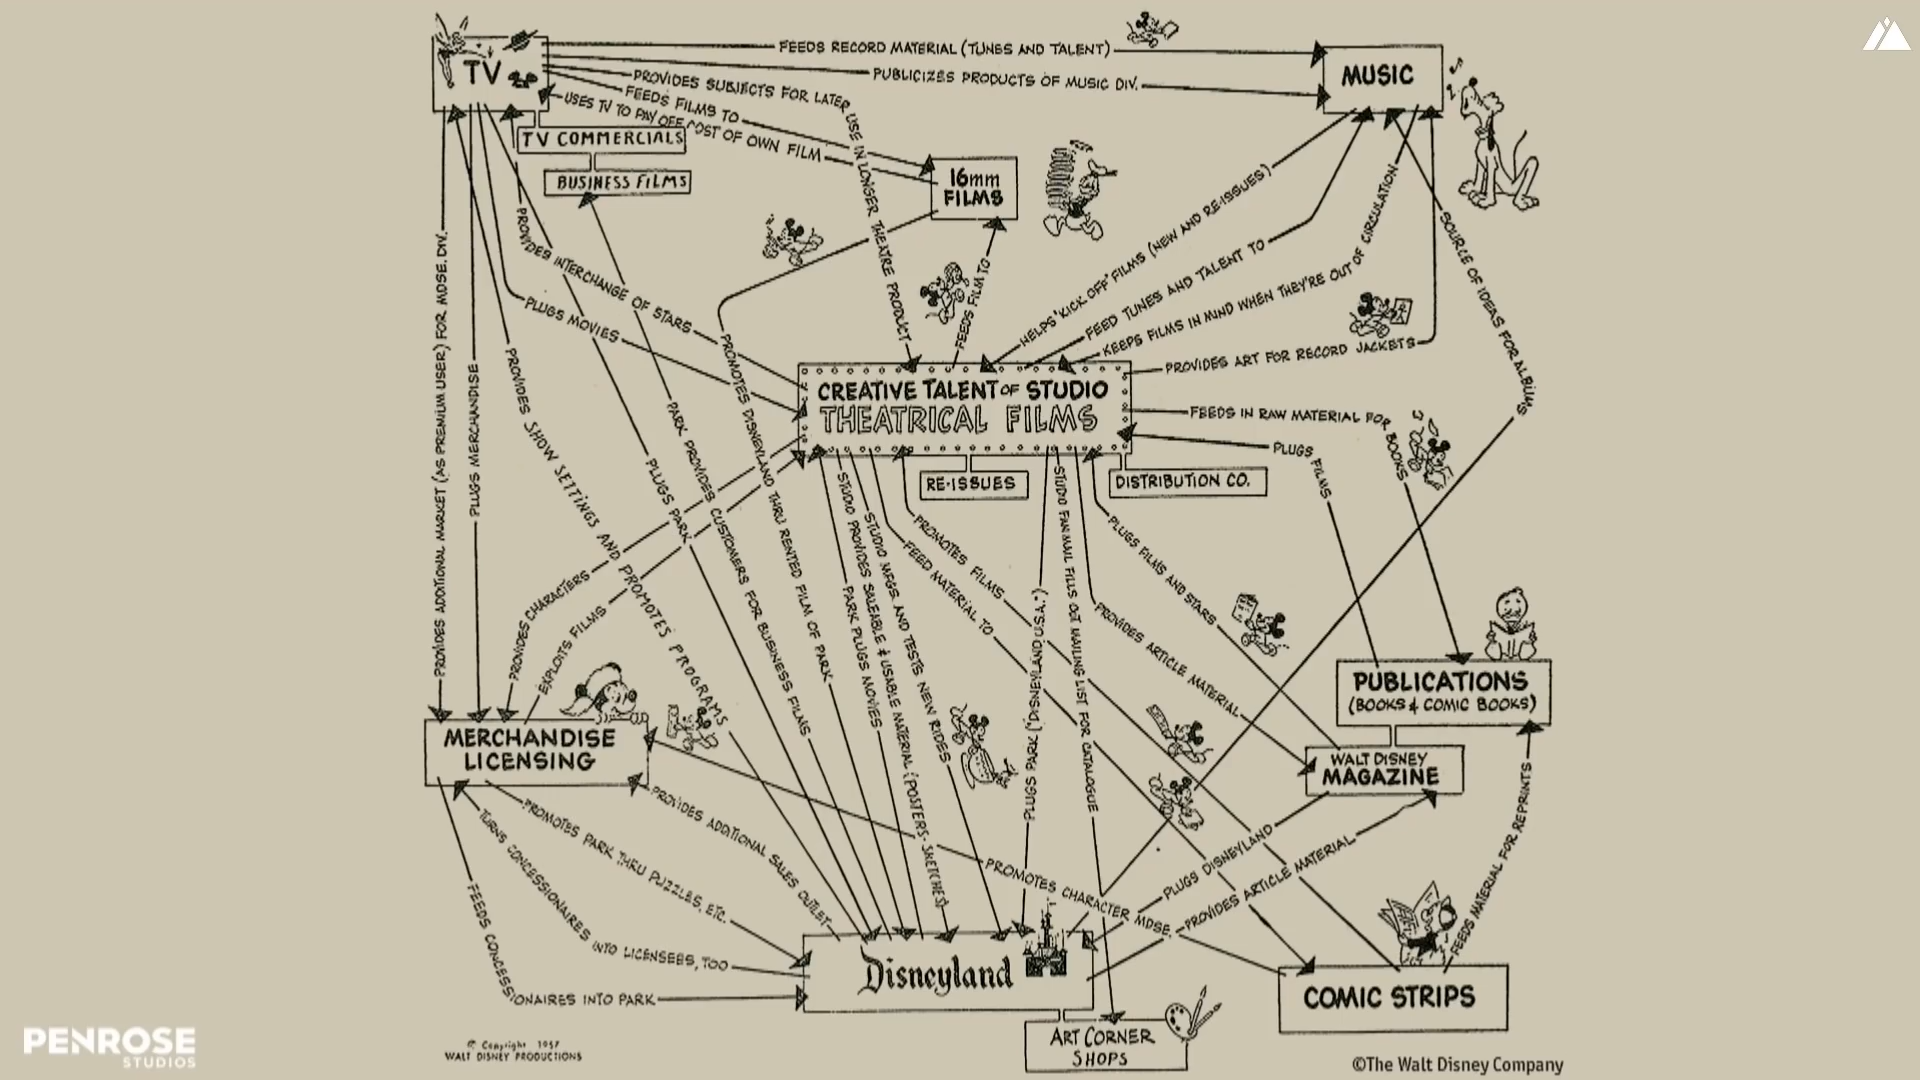 TV
TV COMMERCIALS
BUSINESS FILMS
FEEDS RECORD MATERIAL (TUNES AND TALENT)
PUBLICIZES PRODUCTS OF MUSIC DIV.
PROVIDES SUBJECTS FOR LATER USE IN LONGER THEATRE PRODUCT
FEEDS FILMS TO
USES TV TO PAY OFF COST OF OWN FILM
MUSIC
16mm
FILMS
PROVIDES INTERCHANGE OF STARS
PLUGS MOVIES
FEEDS FILM TO
HELPS "KICK OFF" FILMS (NEW AND RE-ISSUES)
FEED TUNES AND TALENT TO
KEEPS FILMS IN MIND WHEN THEY'RE OUT OF CIRCULATION
PROVIDES ART FOR RECORD JACKETS
SOURCE OF IDEAS FOR ALBUMS
CREATIVE TALENT OF STUDIO
THEATRICAL FILMS
RE-ISSUES
DISTRIBUTION CO.
FEEDS IN RAW MATERIAL FOR BOOKS
PLUGS FILMS
PROVIDES ADDITIONAL MARKET (AS PREMIUM USER) FOR MDSE. DIV.
PLUGS MERCHANDISE
PROVIDES SHOW SETTINGS AND PROMOTES PROGRAMS
PLUGS PARK
PARK PROVIDES CUSTOMERS FOR BUSINESS FILMS
PROMOTES DISNEYLAND THRU RENTED FILM OF PARK
PROVIDES CHARACTERS
EXPLOITS FILMS
PARK PLUGS MOVIES
STUDIO PROVIDES SALEABLE & USABLE MATERIAL (POSTERS-SKETCHES)
STUDIO MFGS. AND TESTS NEW RIDES
FEED MATERIAL TO
PROMOTES FILMS
PLUGS PARK ("DISNEYLAND U.S.A.")
STUDIO FAN MAIL FILLS OUT MAILING LIST FOR CATALOGUE
PROVIDES ARTICLE MATERIAL
PLUGS FILMS AND STARS
PUBLICATIONS
(BOOKS & COMIC BOOKS)
WALT DISNEY
MAGAZINE
MERCHANDISE
LICENSING
PROVIDES ADDITIONAL SALES OUTLET
PROMOTES PARK THRU PUZZLES, ETC.
TURNS CONCESSIONAIRES INTO LICENSEES, TOO
FEEDS CONCESSIONAIRES INTO PARK
PROMOTES CHARACTER MDSE.
PLUGS DISNEYLAND
PROVIDES ARTICLE MATERIAL
FEEDS MATERIAL FOR REPRINTS
Disneyland
COMIC STRIPS
ART CORNER
SHOPS
PENROSE
STUDIOS
© Copyright 1957
WALT DISNEY PRODUCTIONS
©The Walt Disney Company